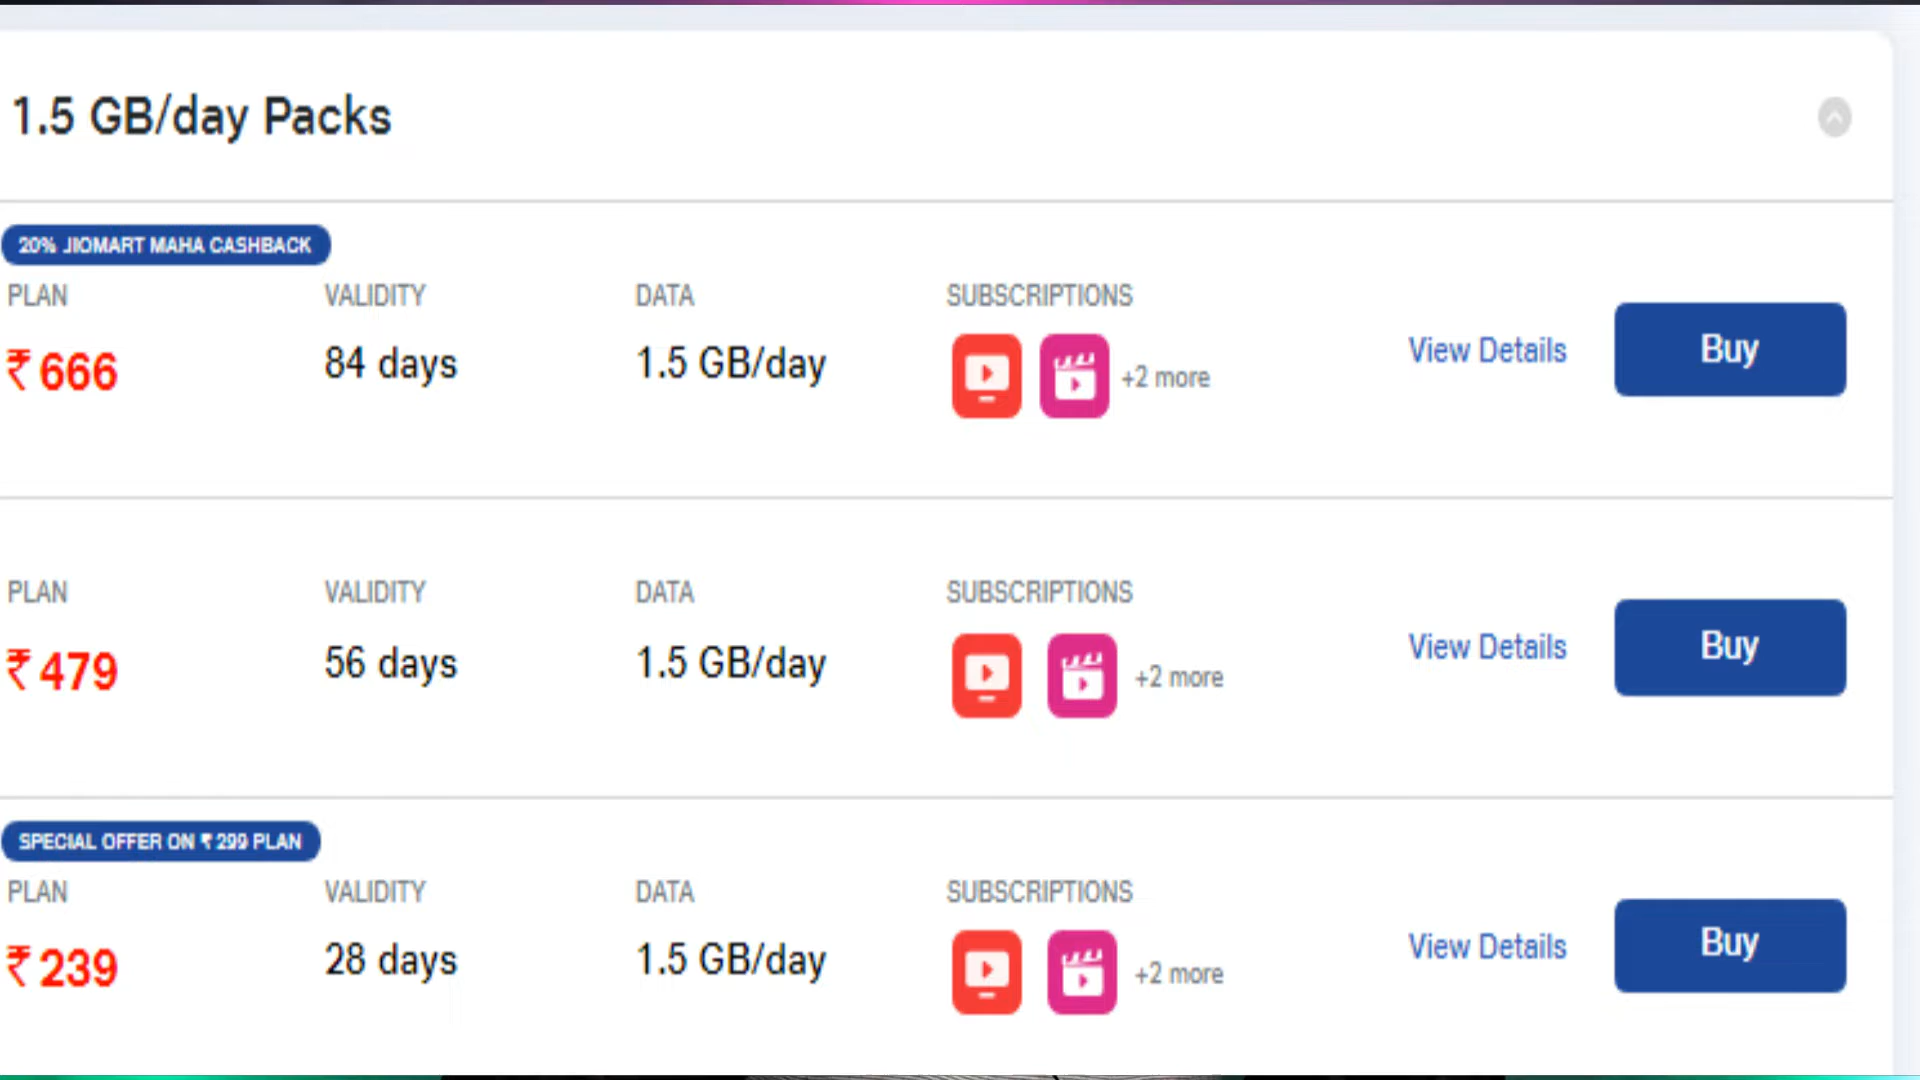 1.5 GB/day Packs
20% JIOMART MAHA CASHBACK
PLAN VALIDITY DATA SUBSCRIPTIONS
₹ 666 84 days 1.5 GB/day +2 more View Details Buy
PLAN VALIDITY DATA SUBSCRIPTIONS
₹ 479 56 days 1.5 GB/day +2 more View Details Buy
SPECIAL OFFER ON ₹ 299 PLAN
PLAN VALIDITY DATA SUBSCRIPTIONS
₹ 239 28 days 1.5 GB/day +2 more View Details Buy